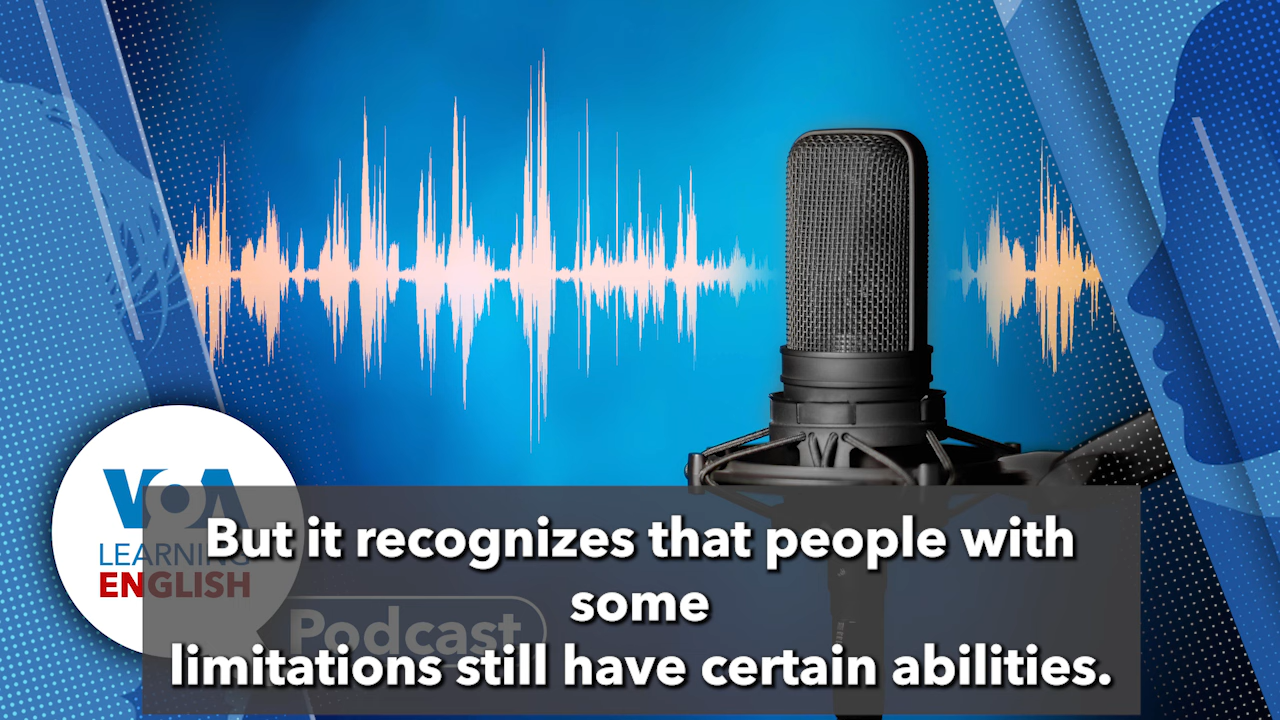 VOA
LEARNING
ENGLISH
Podcast
But it recognizes that people with
some
limitations still have certain abilities.